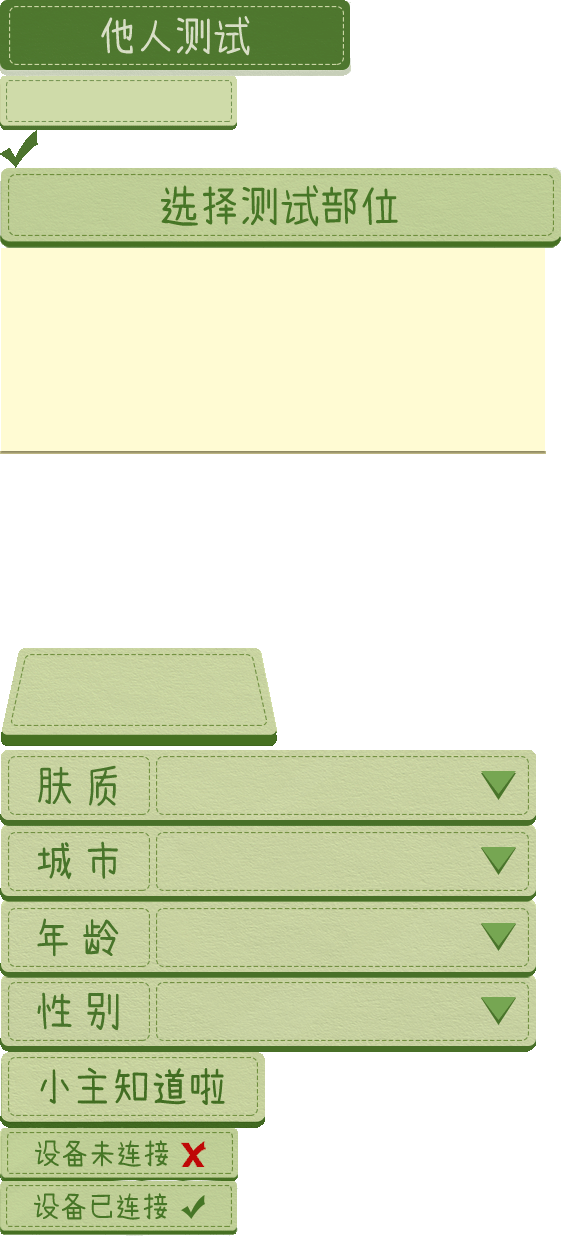 他人测试
选择测试部位
肤质
城市
年龄
性别
小主知道啦
设备未连接
设备已连接